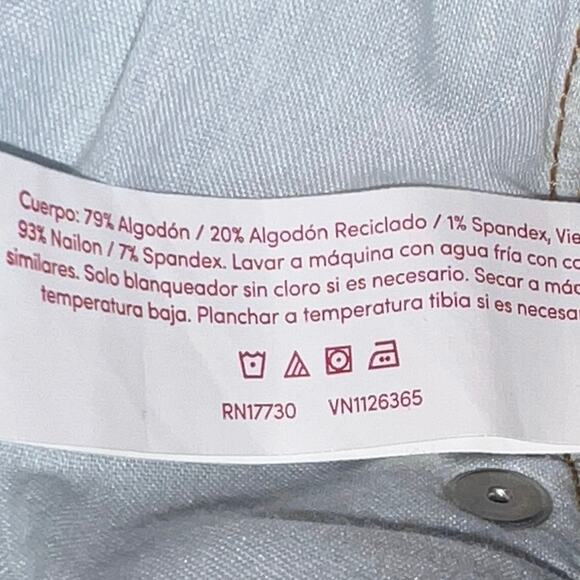 Cuerpo: 79% Algodón / 20% Algodón Reciclado / 1% Spandex,
93% Nailon / 7% Spandex. Lavar a máquina con agua fría con
similares. Solo blanqueador sin cloro si es necesario. Secar a
temperatura baja. Planchar a temperatura tibia si es
RN17730 VN1126365